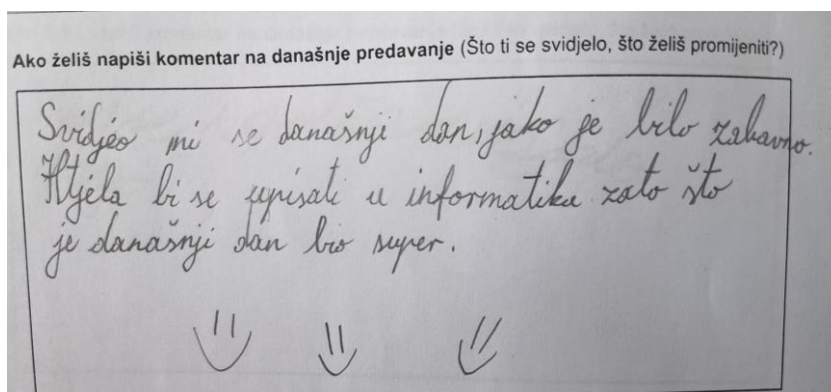 Ako želiš napiši komentar na današnje predavanje (Što ti se svidjelo, što želiš promijeniti?)
Svidjeo mi se današnji dan, jako je bilo zabavno.
Htjela bi se upisati u informatiku zato što
je današnji dan bio super.